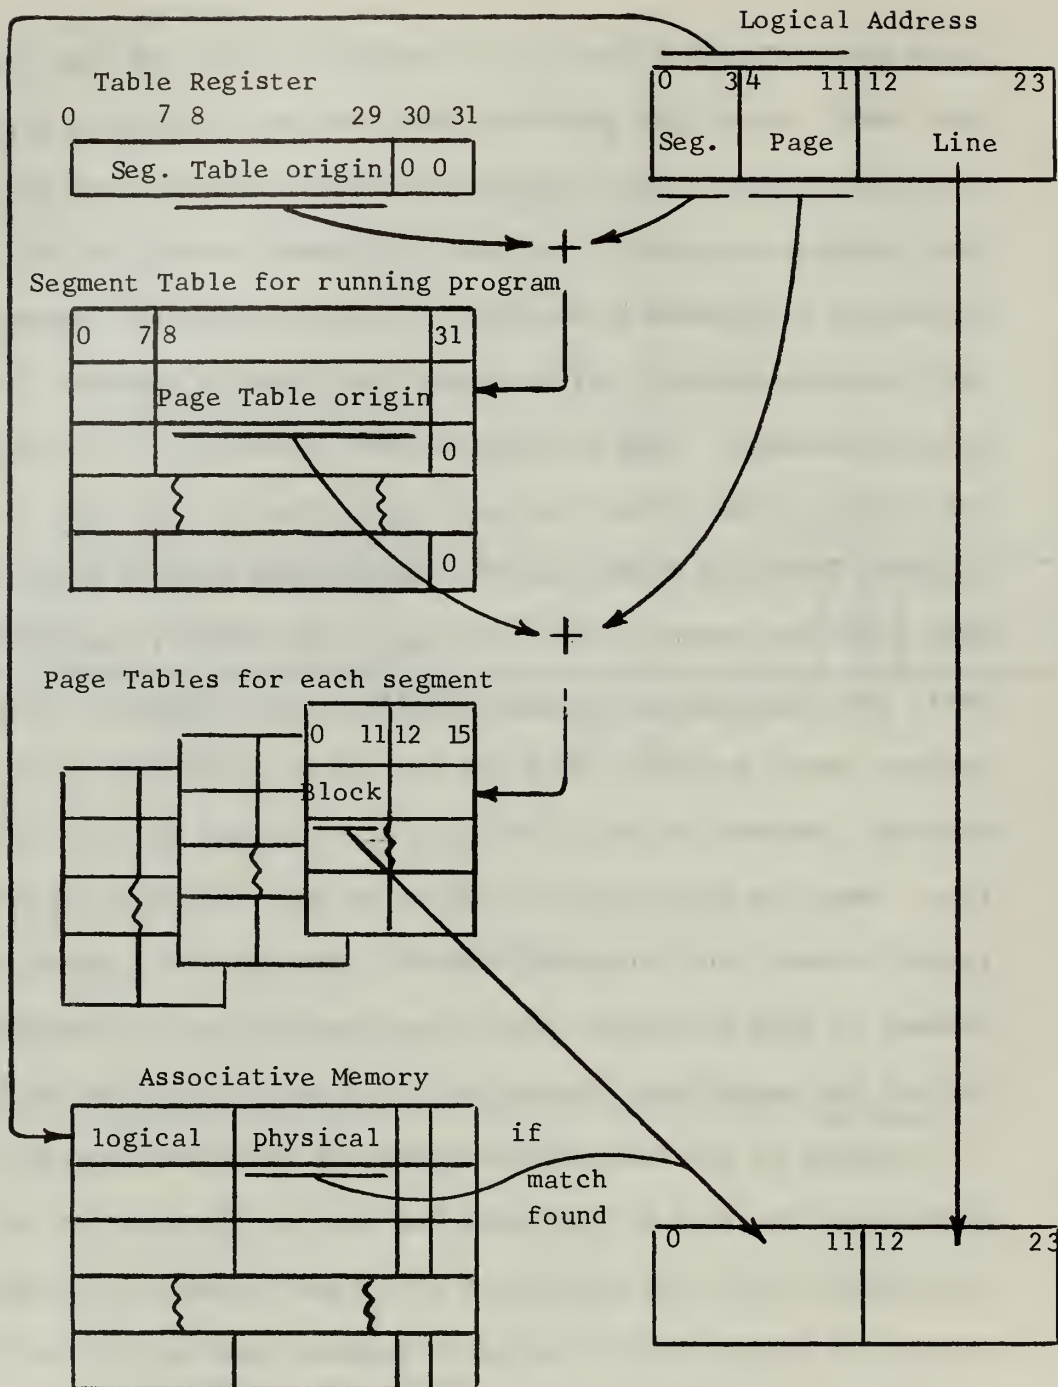 Logical Address
0 3 4 11 12 23
Seg. Page Line
Table Register
0 7 8 29 30 31
Seg. Table origin 0 0
+
Segment Table for running program
0 7 8 31
Page Table origin
0
0
+
Page Tables for each segment
0 11 12 15
Block
Associative Memory
logical physical
if
match
found
0 11 12 23